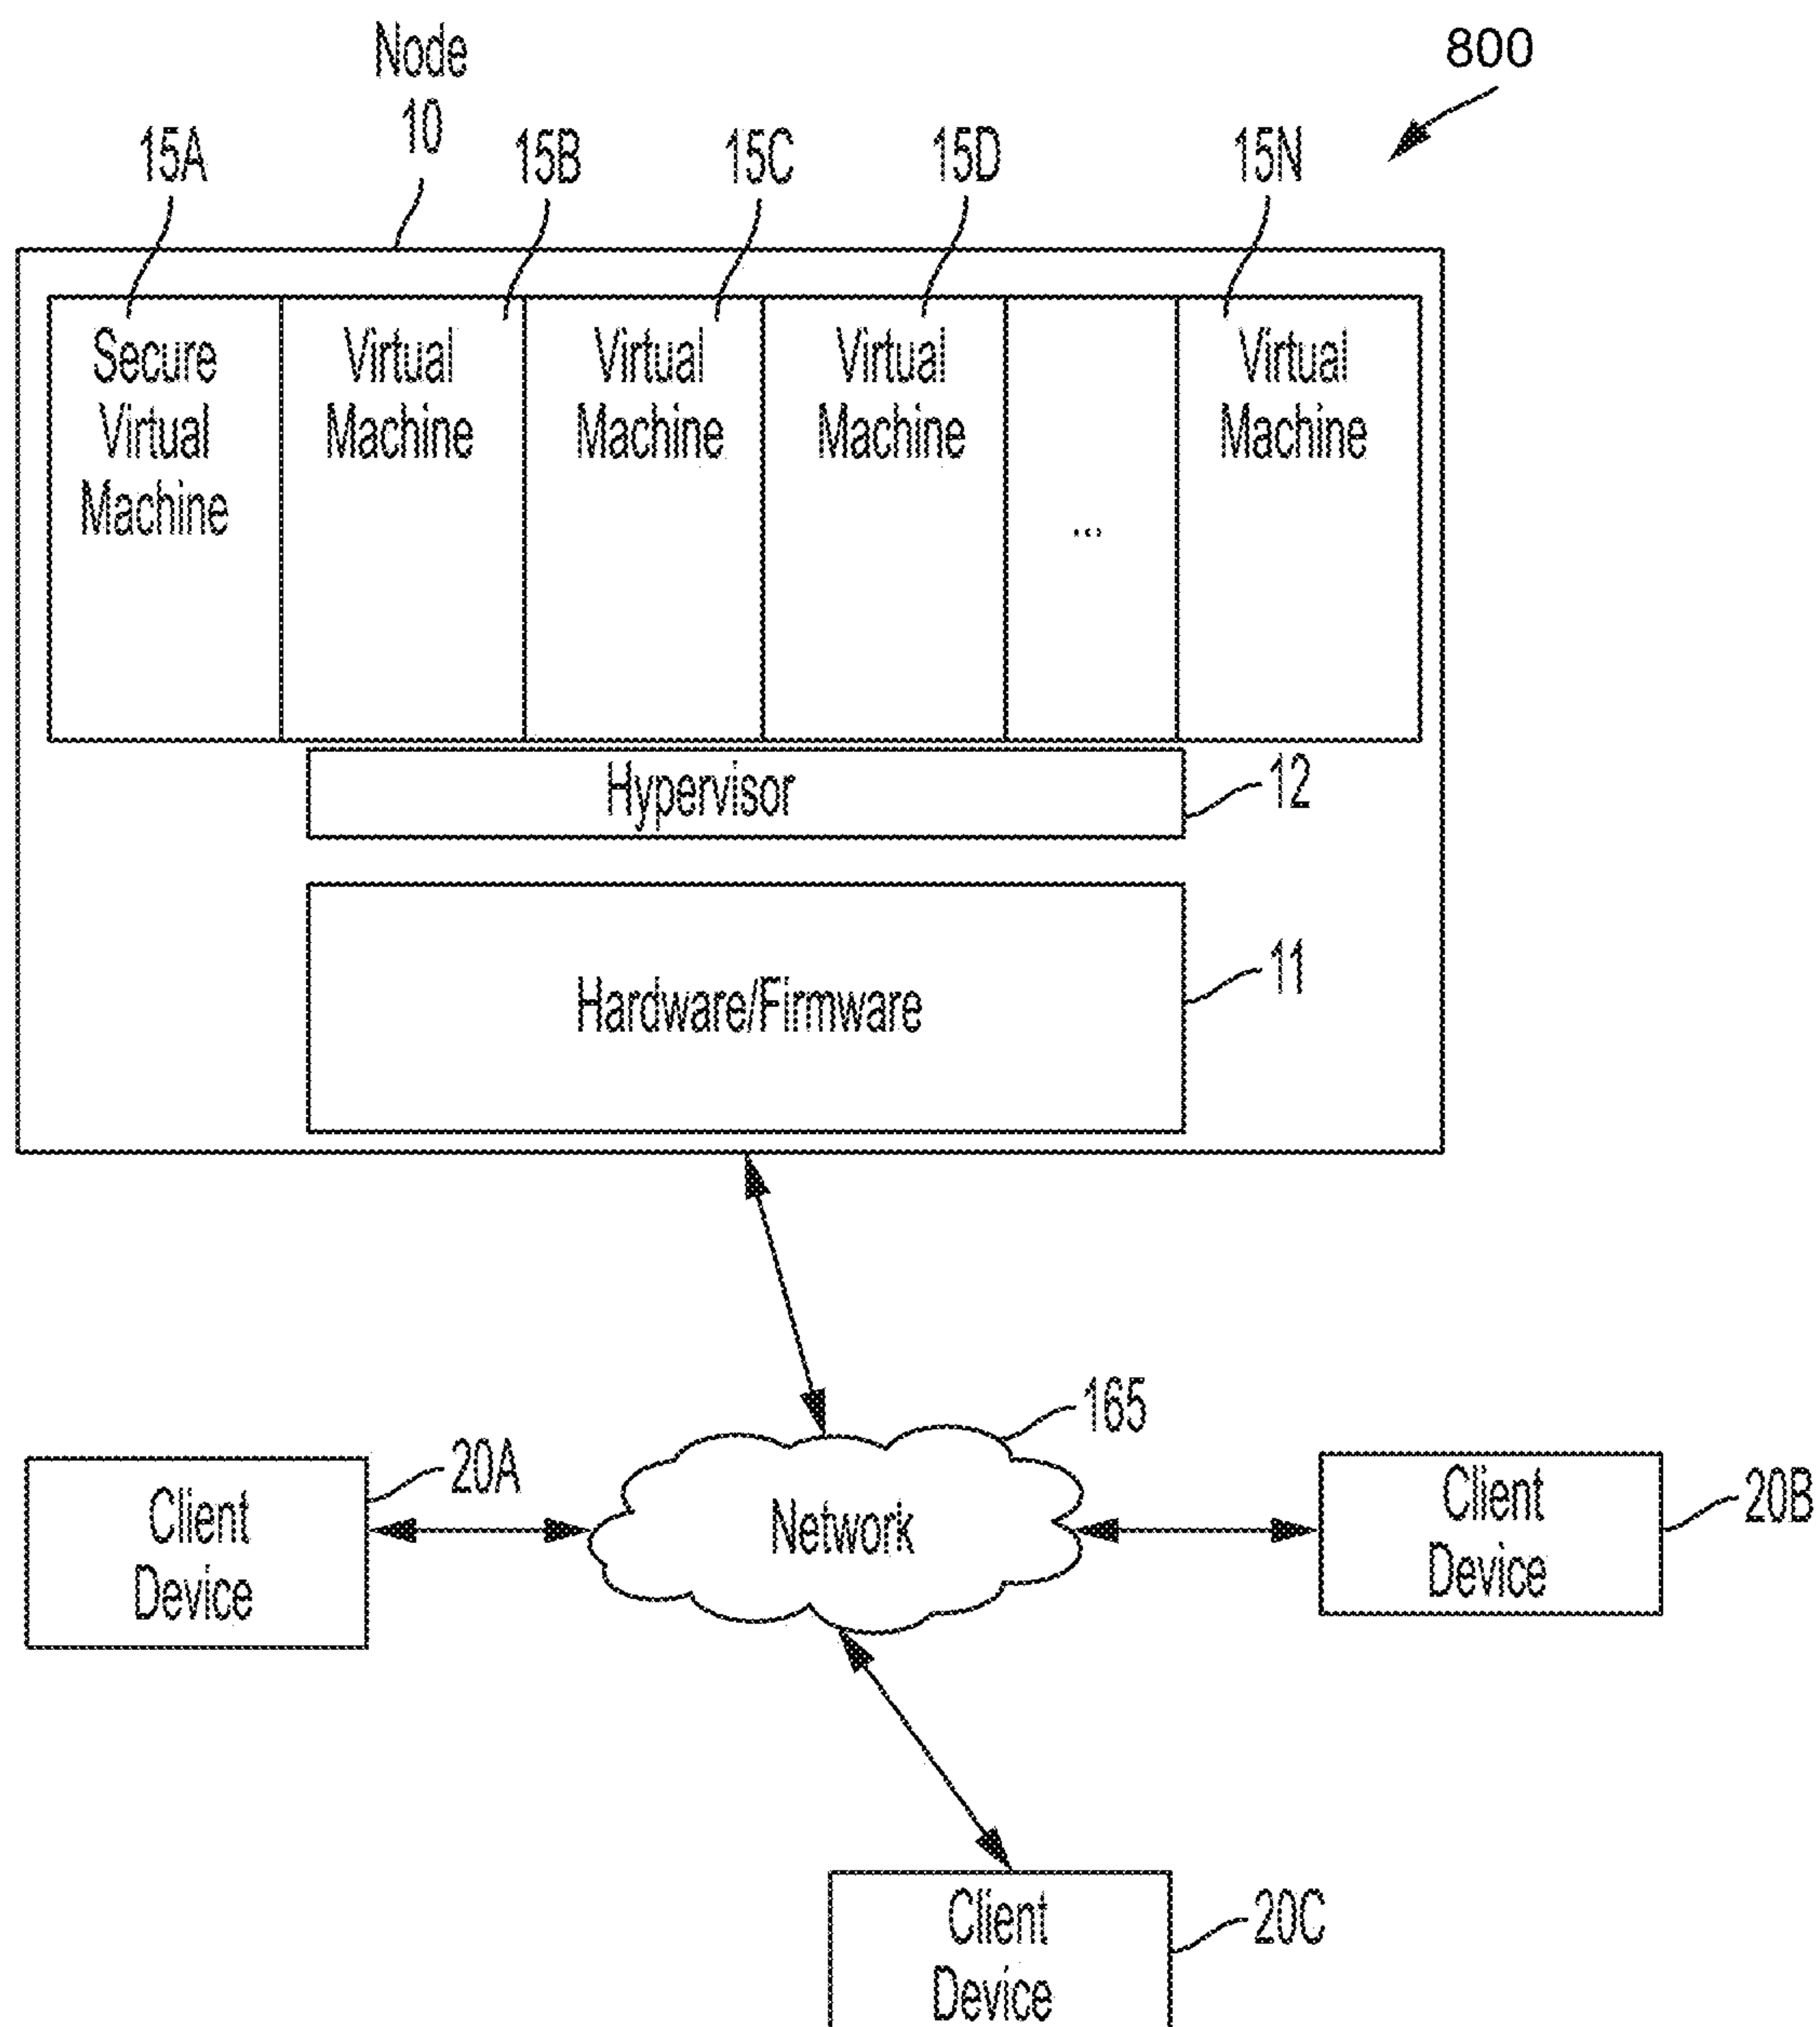 Node
10
800
15A
15B
15C
15D
15N
Secure
Virtual
Machine
Virtual
Machine
Virtual
Machine
Virtual
Machine
...
Virtual
Machine
Hypervisor
12
Hardware/Firmware
11
165
Network
20A
Client
Device
Client
Device
20B
Client
Device
20C